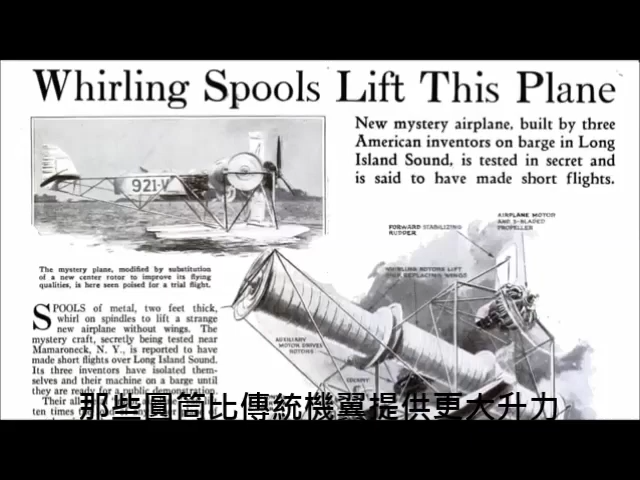 Whirling Spools Lift This Plane
New mystery airplane, built by three
American inventors on barge in Long
Island Sound, is tested in secret and
is said to have made short flights.
921-V
The mystery plane, modified by substitution
of a new center rotor to improve its flying
qualities, is here seen poised for a trial flight.
SPOOLS of metal, two feet thick,
whirl on spindles to lift a strange
new airplane without wings. The
mystery craft, secretly being tested near
Mamaroneck, N. Y., is reported to have
made short flights over Long Island Sound.
Its three inventors have isolated them-
selves and their machine on a barge until
they are ready for a public demonstration.
Their
ten times
AIRPLANE MOTOR
AND 3-BLADED
PROPELLER
FORWARD STABILIZING
RUDDER
WHIRLING ROTORS LIFT
REPLACING WINGS
AUXILIARY
MOTOR DRIVES
ROTORS
COCKPIT
那些圓筒比傳統機翼提供更大升力